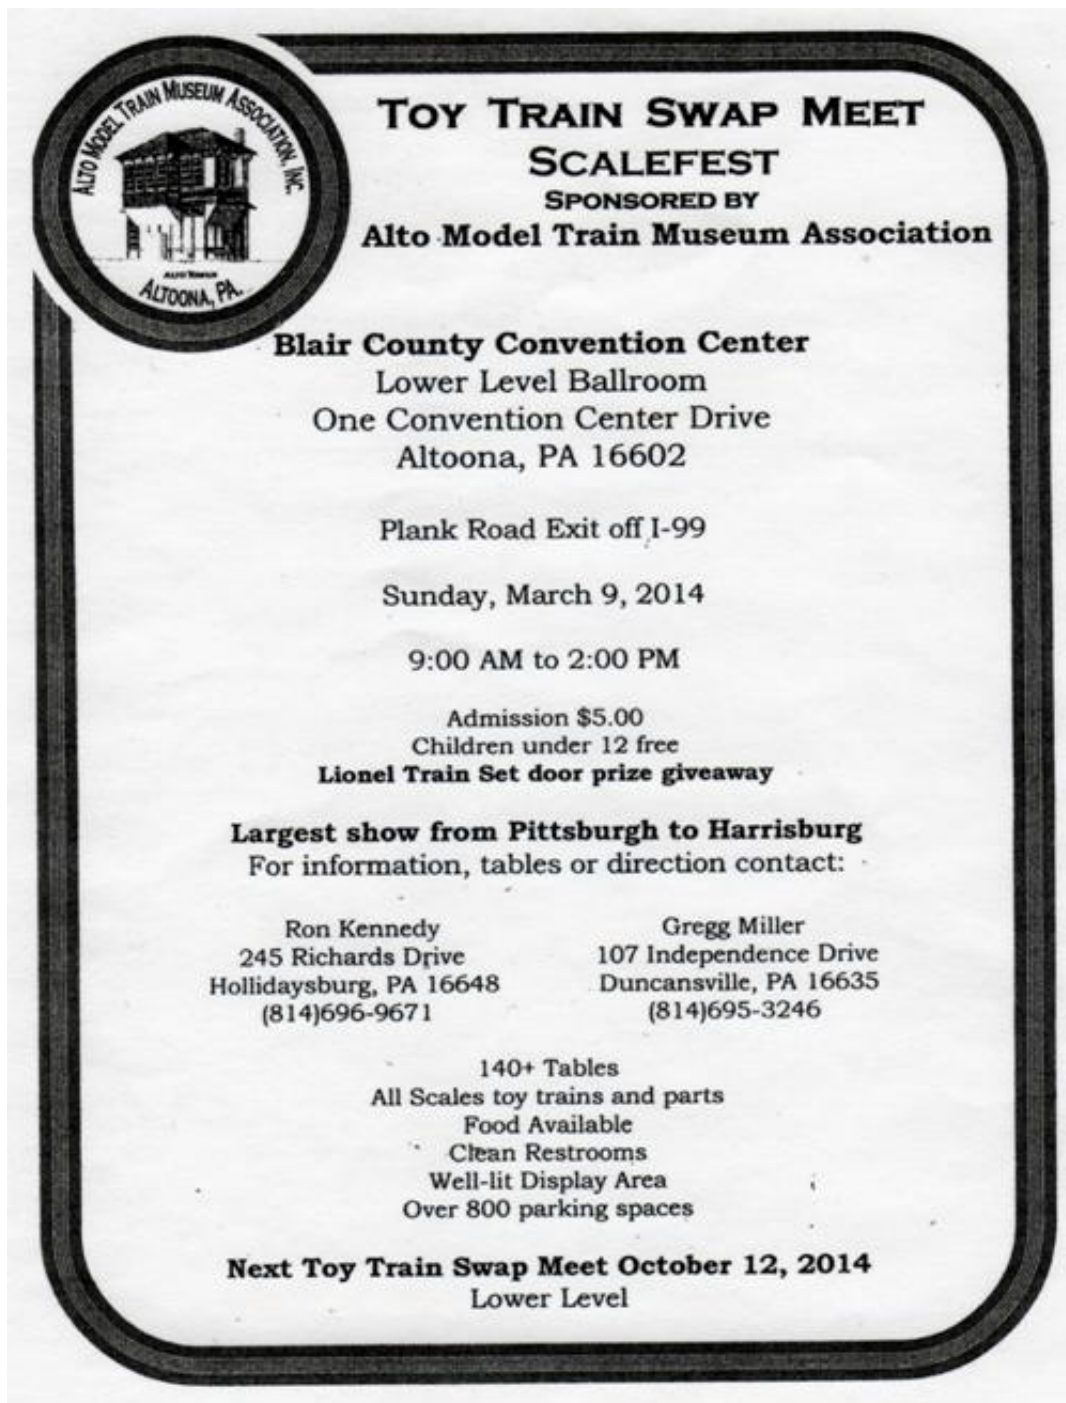 ALTO MODEL TRAIN MUSEUM ASSOCIATION, INC.
ALTO TOWER
ALTOONA, PA.
TOY TRAIN SWAP MEET
SCALEFEST
SPONSORED BY
Alto Model Train Museum Association
Blair County Convention Center
Lower Level Ballroom
One Convention Center Drive
Altoona, PA 16602
Plank Road Exit off I-99
Sunday, March 9, 2014
9:00 AM to 2:00 PM
Admission $5.00
Children under 12 free
Lionel Train Set door prize giveaway
Largest show from Pittsburgh to Harrisburg
For information, tables or direction contact:
Ron Kennedy
245 Richards Drive
Hollidaysburg, PA 16648
(814)696-9671
Gregg Miller
107 Independence Drive
Duncansville, PA 16635
(814)695-3246
140+ Tables
All Scales toy trains and parts
Food Available
Clean Restrooms
Well-lit Display Area
Over 800 parking spaces
Next Toy Train Swap Meet October 12, 2014
Lower Level